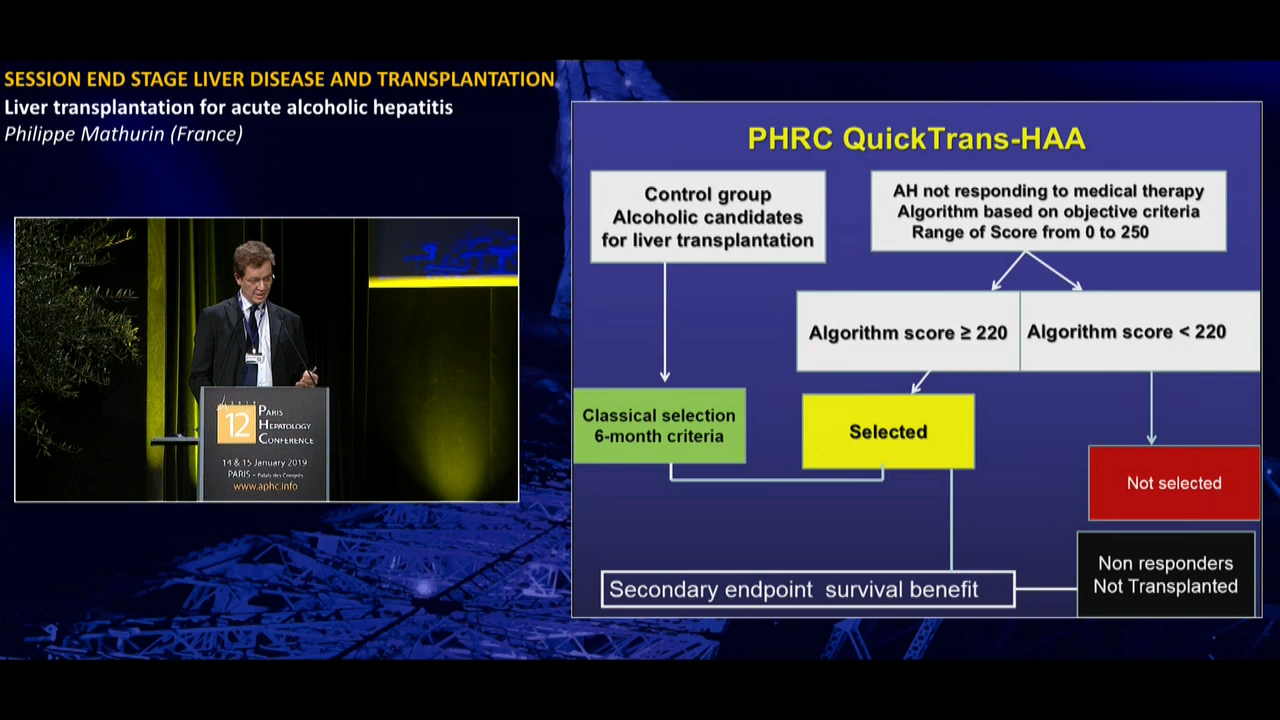 SESSION END STAGE LIVER DISEASE AND TRANSPLANTATION
Liver transplantation for acute alcoholic hepatitis
Philippe Mathurin (France)
12
PARIS
HEPATOLOGY
CONFERENCE
14 & 15 January 2019
PARIS - Palais des Congrès
www.aphc.info
PHRC QuickTrans-HAA
Control group
Alcoholic candidates
for liver transplantation
AH not responding to medical therapy
Algorithm based on objective criteria
Range of Score from 0 to 250
Algorithm score ≥ 220
Algorithm score < 220
Classical selection
6-month criteria
Selected
Not selected
Non responders
Not Transplanted
Secondary endpoint survival benefit